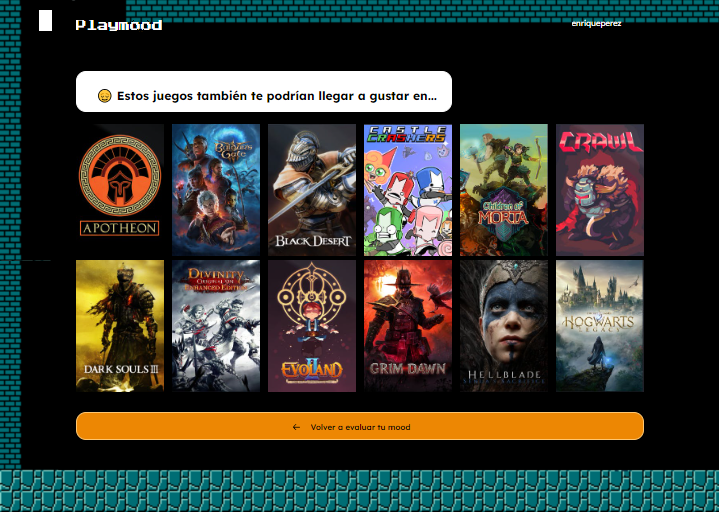 Playmood
enriqueperez
Estos juegos también te podrían llegar a gustar en...
APOTHEON
Baldur's
Gate
BLACK DESERT
CASTLE
CRASHERS
Children of
MORTA
CRAWL
DARK SOULS III
DIVINITY
ORIGINAL SIN
ENHANCED EDITION
EVOLAND
II
GRIM DAWN
HELLBLADE
HOGWARTS
LEGACY
← Volver a evaluar tu mood